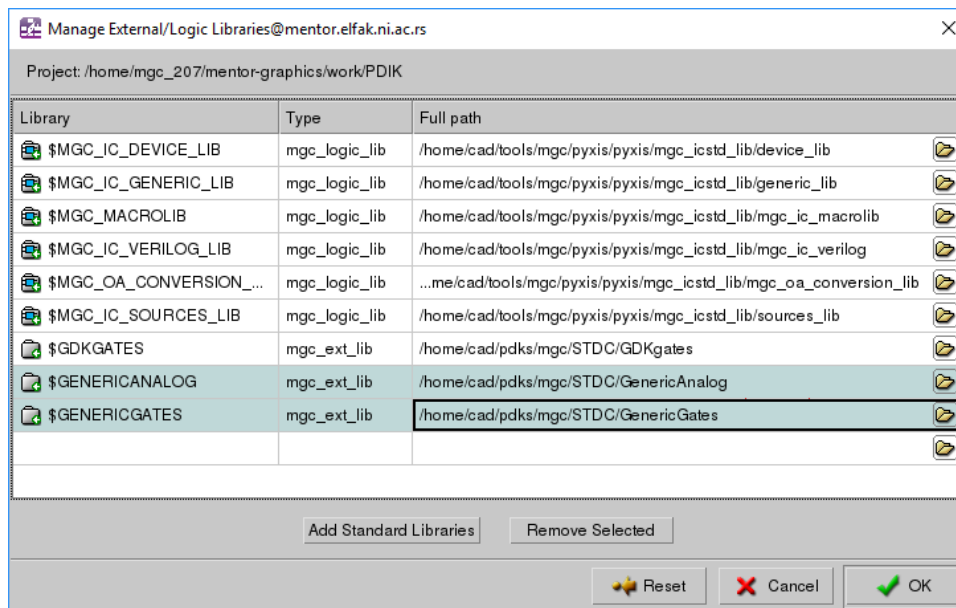 Manage External/Logic Libraries@mentor.elfak.ni.ac.rs
Project: /home/mgc_207/mentor-graphics/work/PDIK
Library Type Full path
$MGC_IC_DEVICE_LIB mgc_logic_lib /home/cad/tools/mgc/pyxis/pyxis/mgc_icstd_lib/device_lib
$MGC_IC_GENERIC_LIB mgc_logic_lib /home/cad/tools/mgc/pyxis/pyxis/mgc_icstd_lib/generic_lib
$MGC_MACROLIB mgc_logic_lib /home/cad/tools/mgc/pyxis/pyxis/mgc_icstd_lib/mgc_ic_macrolib
$MGC_IC_VERILOG_LIB mgc_logic_lib /home/cad/tools/mgc/pyxis/pyxis/mgc_icstd_lib/mgc_ic_verilog
$MGC_OA_CONVERSION_... mgc_logic_lib ...me/cad/tools/mgc/pyxis/pyxis/mgc_icstd_lib/mgc_oa_conversion_lib
$MGC_IC_SOURCES_LIB mgc_logic_lib /home/cad/tools/mgc/pyxis/pyxis/mgc_icstd_lib/sources_lib
$GDKGATES mgc_ext_lib /home/cad/pdks/mgc/STDC/GDKgates
$GENERICANALOG mgc_ext_lib /home/cad/pdks/mgc/STDC/GenericAnalog
$GENERICGATES mgc_ext_lib /home/cad/pdks/mgc/STDC/GenericGates
Add Standard Libraries Remove Selected
Reset Cancel OK